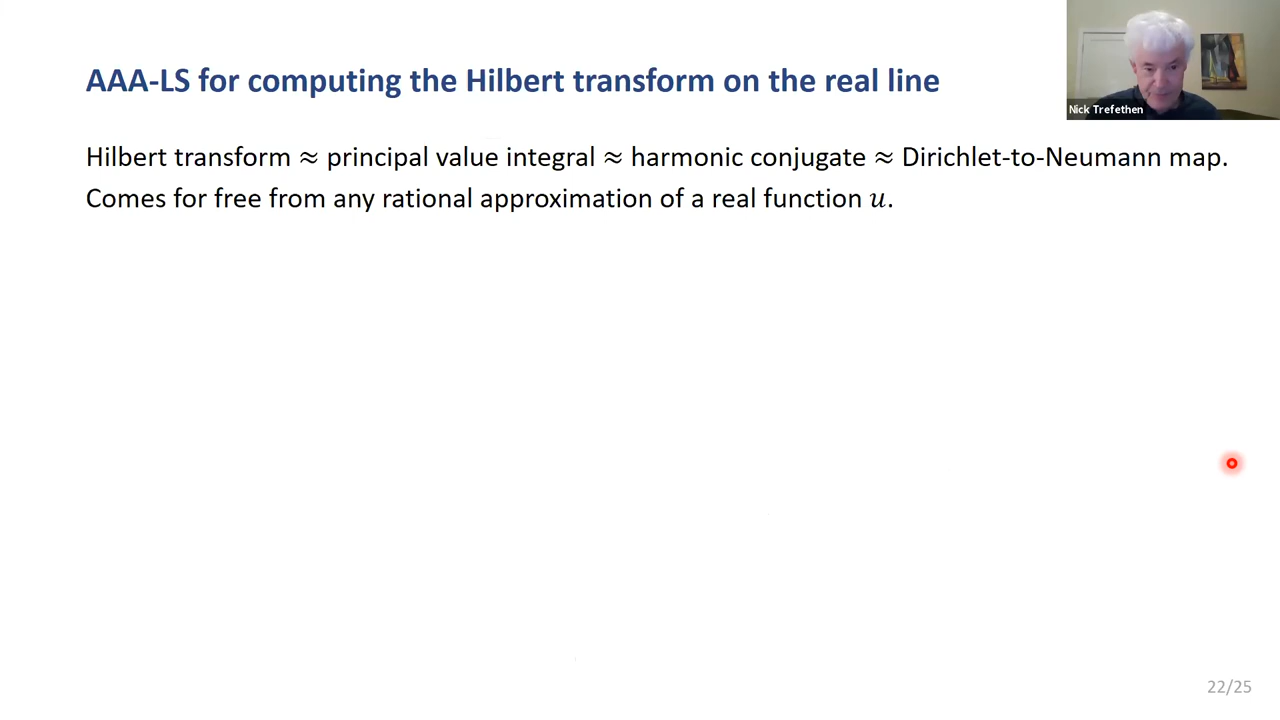 AAA-LS for computing the Hilbert transform on the real line
Nick Trefethen
Hilbert transform ≈ principal value integral ≈ harmonic conjugate ≈ Dirichlet-to-Neumann map.
Comes for free from any rational approximation of a real function u.
22/25